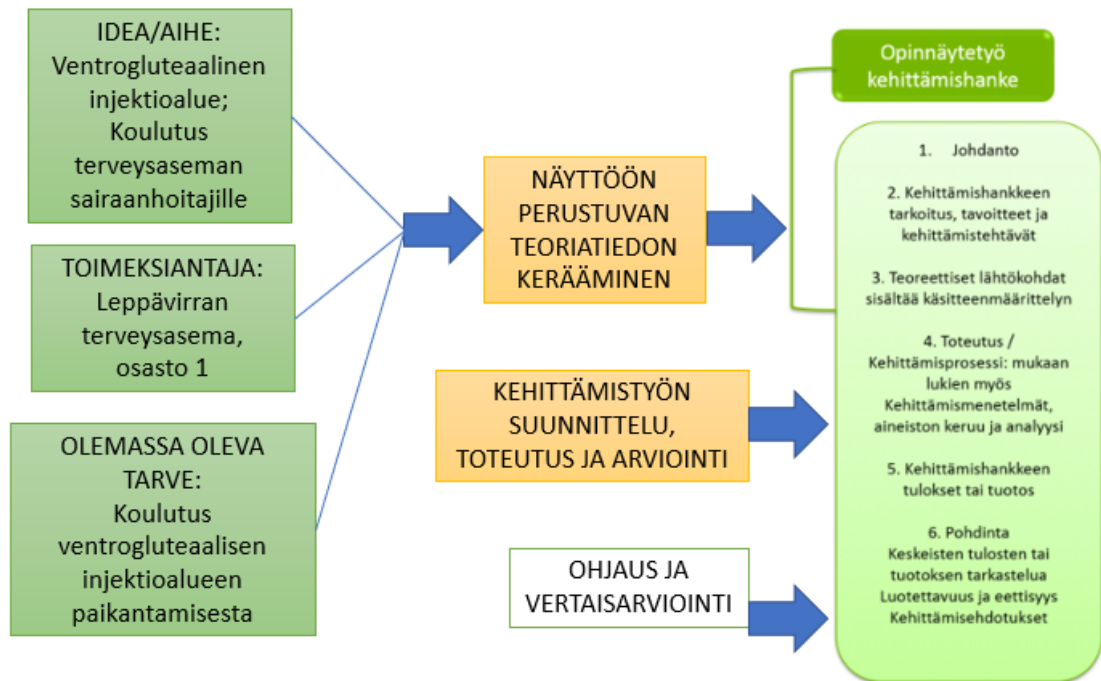 IDEA/AIHE:
Ventrogluteaalinen
injektioalue;
Koulutus
terveysaseman
sairaanhoitajille
TOIMEKSIANTAJA:
Leppävirran
terveysasema,
osasto 1
OLEMASSA OLEVA
TARVE:
Koulutus
ventrogluteaalisen
injektioalueen
paikantamisesta
NÄYTTÖÖN
PERUSTUVAN
TEORIATIEDON
KERÄÄMINEN
KEHITTÄMISTYÖN
SUUNNITTELU,
TOTEUTUS JA ARVIOINTI
OHJAUS JA
VERTAISARVIOINTI
Opinnäytetyö
kehittämishanke
1. Johdanto
2. Kehittämishankkeen
tarkoitus, tavoitteet ja
kehittämistehtävät
3. Teoreettiset lähtökohdat
sisältää käsitteenmäärittelyn
4. Toteutus /
Kehittämisprosessi: mukaan
lukien myös
Kehittämismenetelmät,
aineiston keruu ja analyysi
5. Kehittämishankkeen
tulokset tai tuotos
6. Pohdinta
Keskeisten tulosten tai
tuotoksen tarkastelua
Luotettavuus ja eettisyys
Kehittämisehdotukset